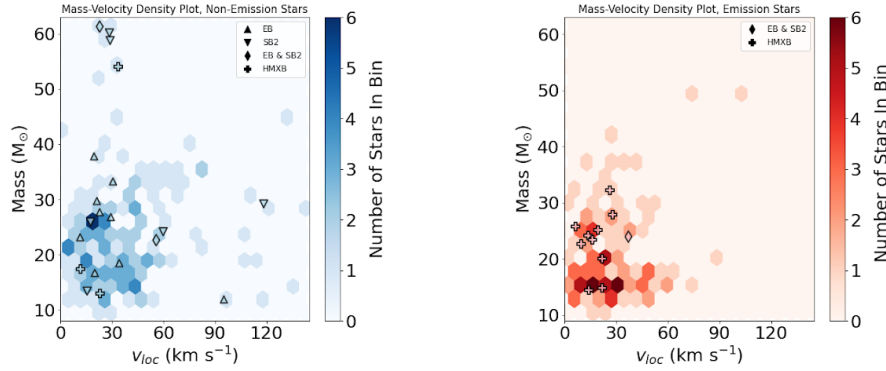 Mass-Velocity Density Plot, Non-Emission Stars
60
50
40
30
20
10
0 30 60 90 120
Mass (M☉)
v_loc (km s⁻¹)
EB
SB2
EB & SB2
HMXB
6
5
4
3
2
1
0
Number of Stars In Bin
Mass-Velocity Density Plot, Emission Stars
60
50
40
30
20
10
0 30 60 90 120
Mass (M☉)
v_loc (km s⁻¹)
EB & SB2
HMXB
6
5
4
3
2
1
0
Number of Stars In Bin